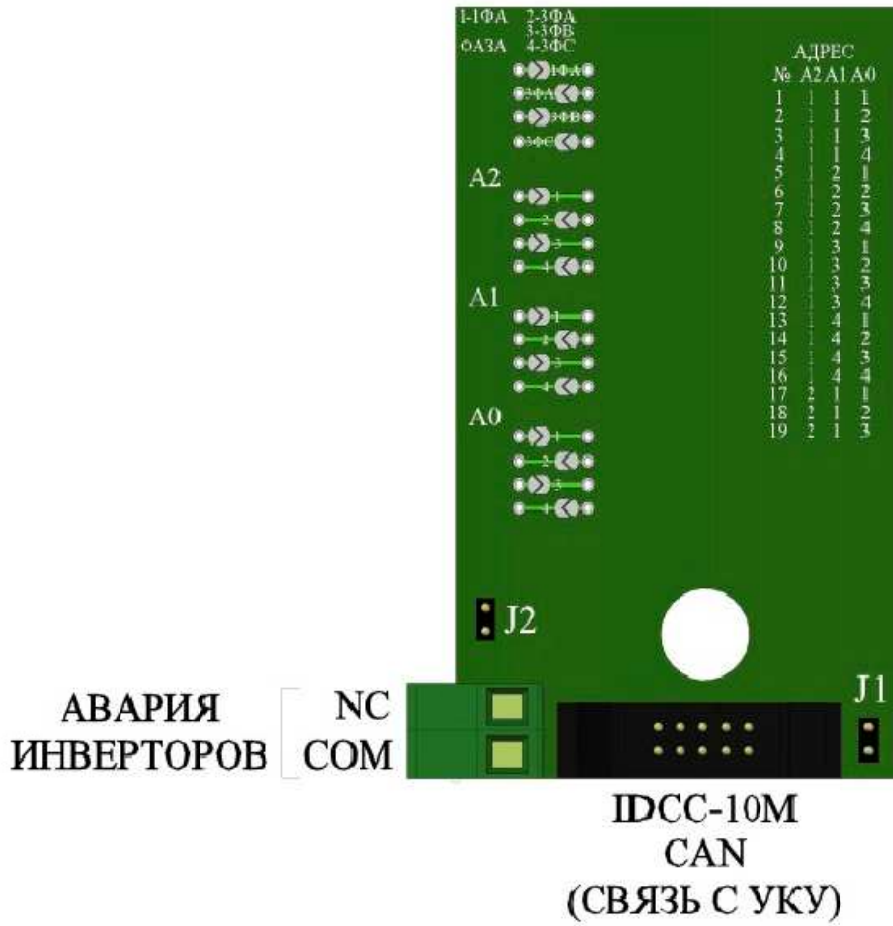 1-1ФА 2-3ФА
3-3ФВ
ФАЗА 4-3ФС
1ФА
3ФА
3ФВ
3ФС
А2
1
2
3
4
А1
1
2
3
4
А0
1
2
3
4
АДРЕС
№ А2 А1 А0
1 1 1 1
2 1 1 2
3 1 1 3
4 1 1 4
5 1 2 1
6 1 2 2
7 1 2 3
8 1 2 4
9 1 3 1
10 1 3 2
11 1 3 3
12 1 3 4
13 1 4 1
14 1 4 2
15 1 4 3
16 1 4 4
17 2 1 1
18 2 1 2
19 2 1 3
J2
J1
АВАРИЯ
ИНВЕРТОРОВ
NC
COM
IDCC-10M
CAN
(СВЯЗЬ С УКУ)